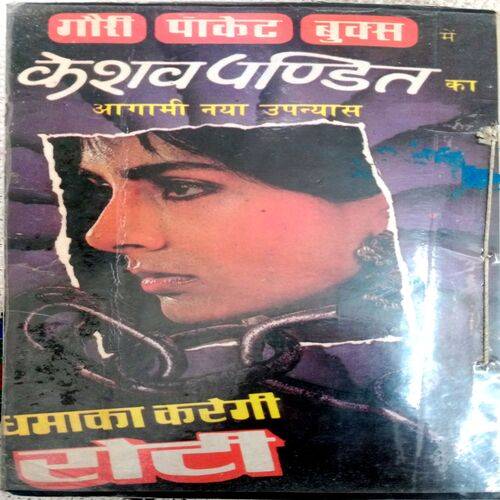 गौरी पॉकेट बुक्स में
केशव पण्डित का
आगामी नया उपन्यास
धमाका करेगी
रोटी